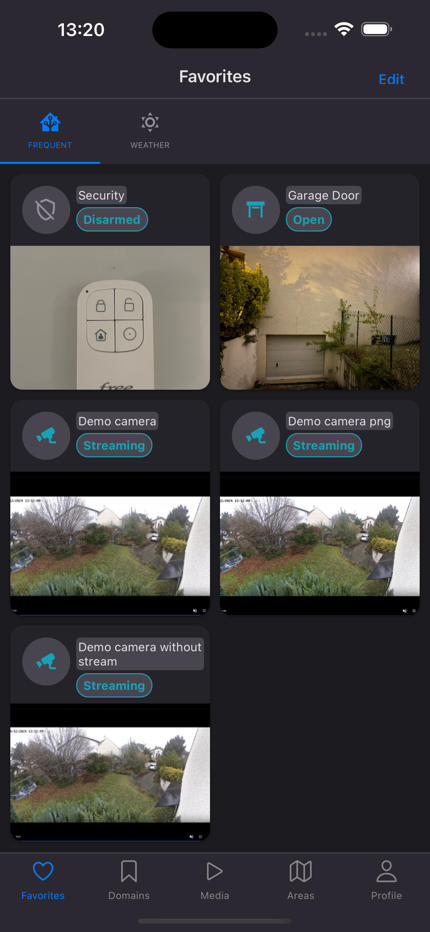 13:20
Favorites
Edit
FREQUENT
WEATHER
Security
Disarmed
Garage Door
Open
free
Demo camera
Streaming
Demo camera png
Streaming
Demo camera without
stream
Streaming
Favorites
Domains
Media
Areas
Profile